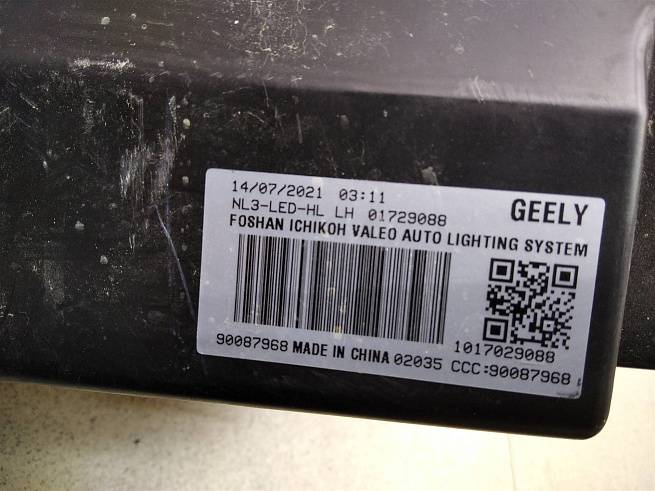 14/07/2021 03:11
NL3-LED-HL LH 01729088
GEELY
FOSHAN ICHIKOH VALEO AUTO LIGHTING SYSTEM
1017029088
90087968 MADE IN CHINA 02035 CCC:90087968